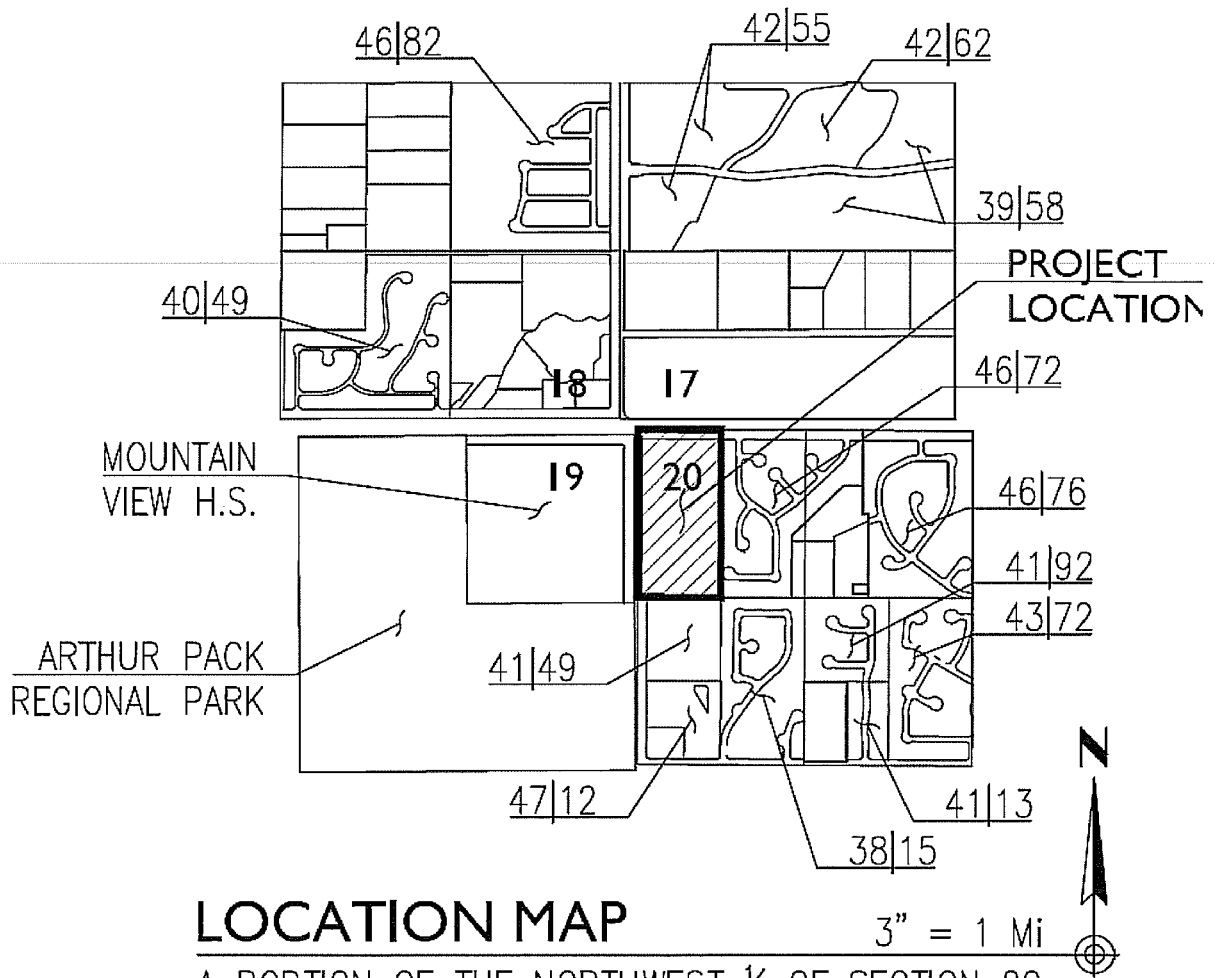 46|82
42|55
42|62
39|58
PROJECT
LOCATION
40|49
46|72
18
17
MOUNTAIN
VIEW H.S.
19
20
46|76
41|92
43|72
ARTHUR PACK
REGIONAL PARK
41|49
N
47|12
41|13
38|15
LOCATION MAP
3" = 1 Mi
A PORTION OF THE NORTHWEST ¼ OF SECTION 20